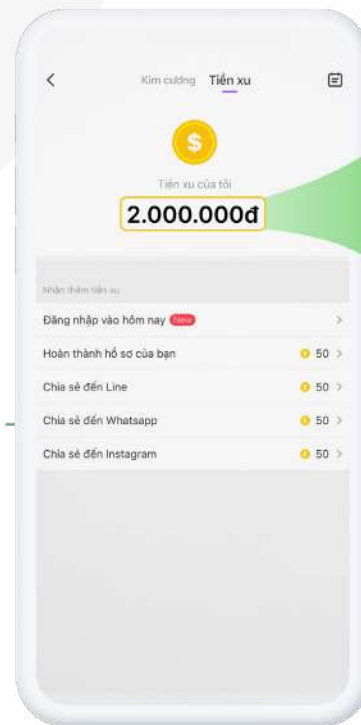 Kim cương Tiền xu
$
Tiền xu của tôi
2.000.000đ
Nhận thêm tiền xu
Đăng nhập vào hôm nay New
Hoàn thành hồ sơ của bạn 50
Chia sẻ đến Line 50
Chia sẻ đến Whatsapp 50
Chia sẻ đến Instagram 50